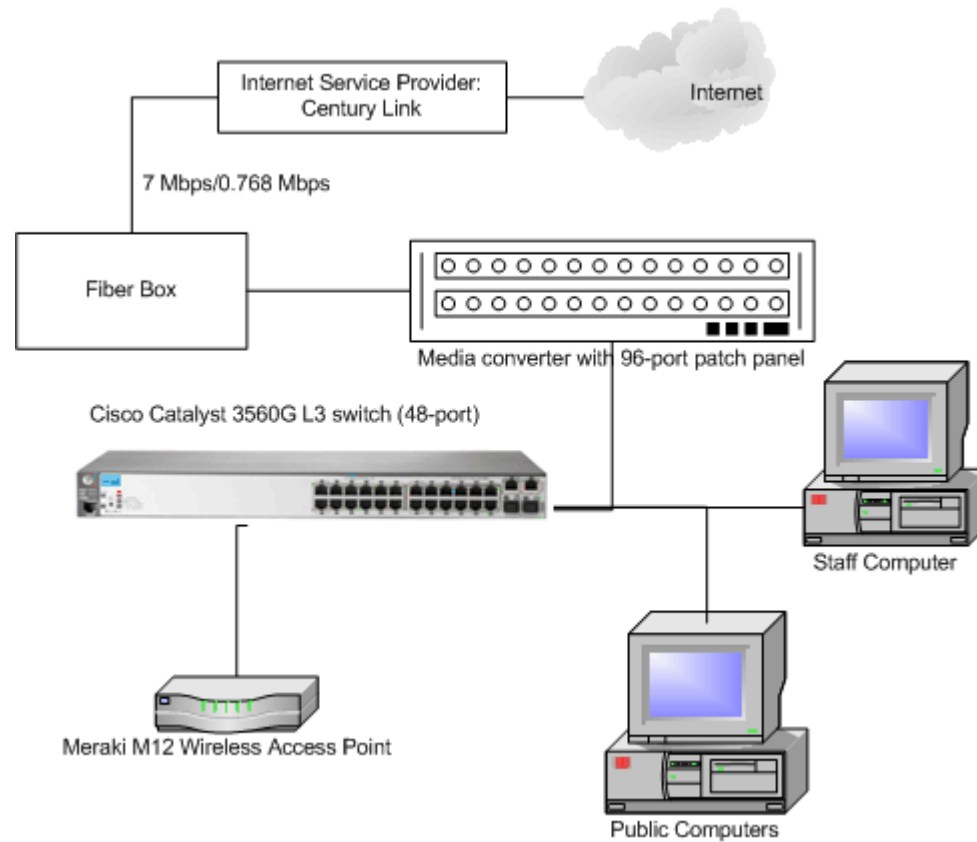 Internet Service Provider:
Century Link
Internet
7 Mbps/0.768 Mbps
Fiber Box
Media converter with 96-port patch panel
Cisco Catalyst 3560G L3 switch (48-port)
Staff Computer
Meraki M12 Wireless Access Point
Public Computers